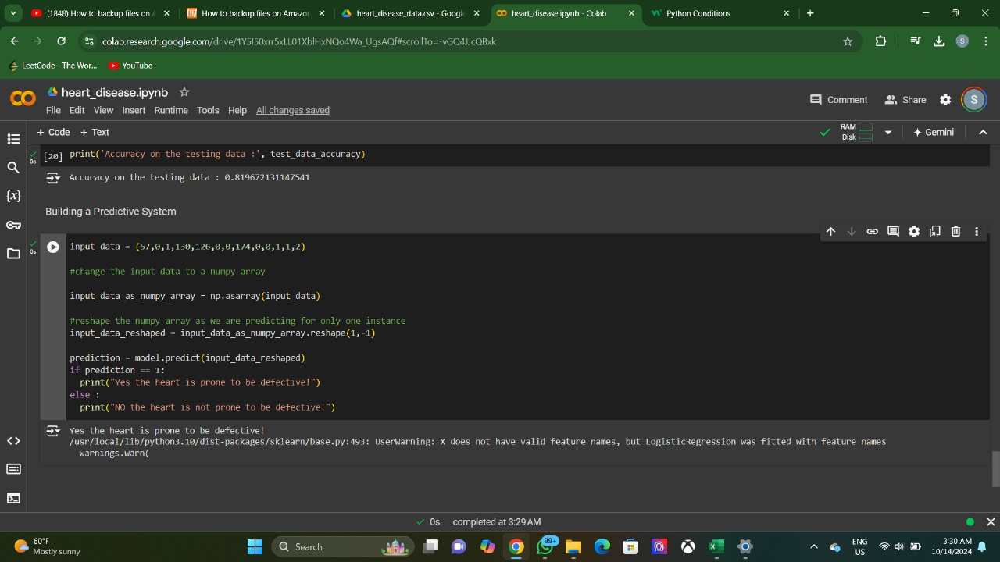 (1848) How to backup files on A
How to backup files on Amazon
heart_disease_data.csv - Google
heart_disease.ipynb - Colab
Python Conditions
colab.research.google.com/drive/1Y5I50xrr5xLL01XblHxNQo4Wa_UgsAQf#scrollTo=-vGQ4JJcQBxk
S
LeetCode - The Wor...
YouTube
heart_disease.ipynb
File Edit View Insert Runtime Tools Help All changes saved
Comment
Share
S
+ Code + Text
RAM
Disk
Gemini
0s
[20] print('Accuracy on the testing data :', test_data_accuracy)
Accuracy on the testing data : 0.819672131147541
Building a Predictive System
0s
input_data = (57,0,1,130,126,0,0,174,0,0,1,1,2)
#change the input data to a numpy array
input_data_as_numpy_array = np.asarray(input_data)
#reshape the numpy array as we are predicting for only one instance
input_data_reshaped = input_data_as_numpy_array.reshape(1,-1)
prediction = model.predict(input_data_reshaped)
if prediction == 1:
print("Yes the heart is prone to be defective!")
else :
print("NO the heart is not prone to be defective!")
Yes the heart is prone to be defective!
/usr/local/lib/python3.10/dist-packages/sklearn/base.py:493: UserWarning: X does not have valid feature names, but LogisticRegression was fitted with feature names
warnings.warn(
0s completed at 3:29 AM
60°F
Mostly sunny
Search
99+
ENG
US
3:30 AM
10/14/2024